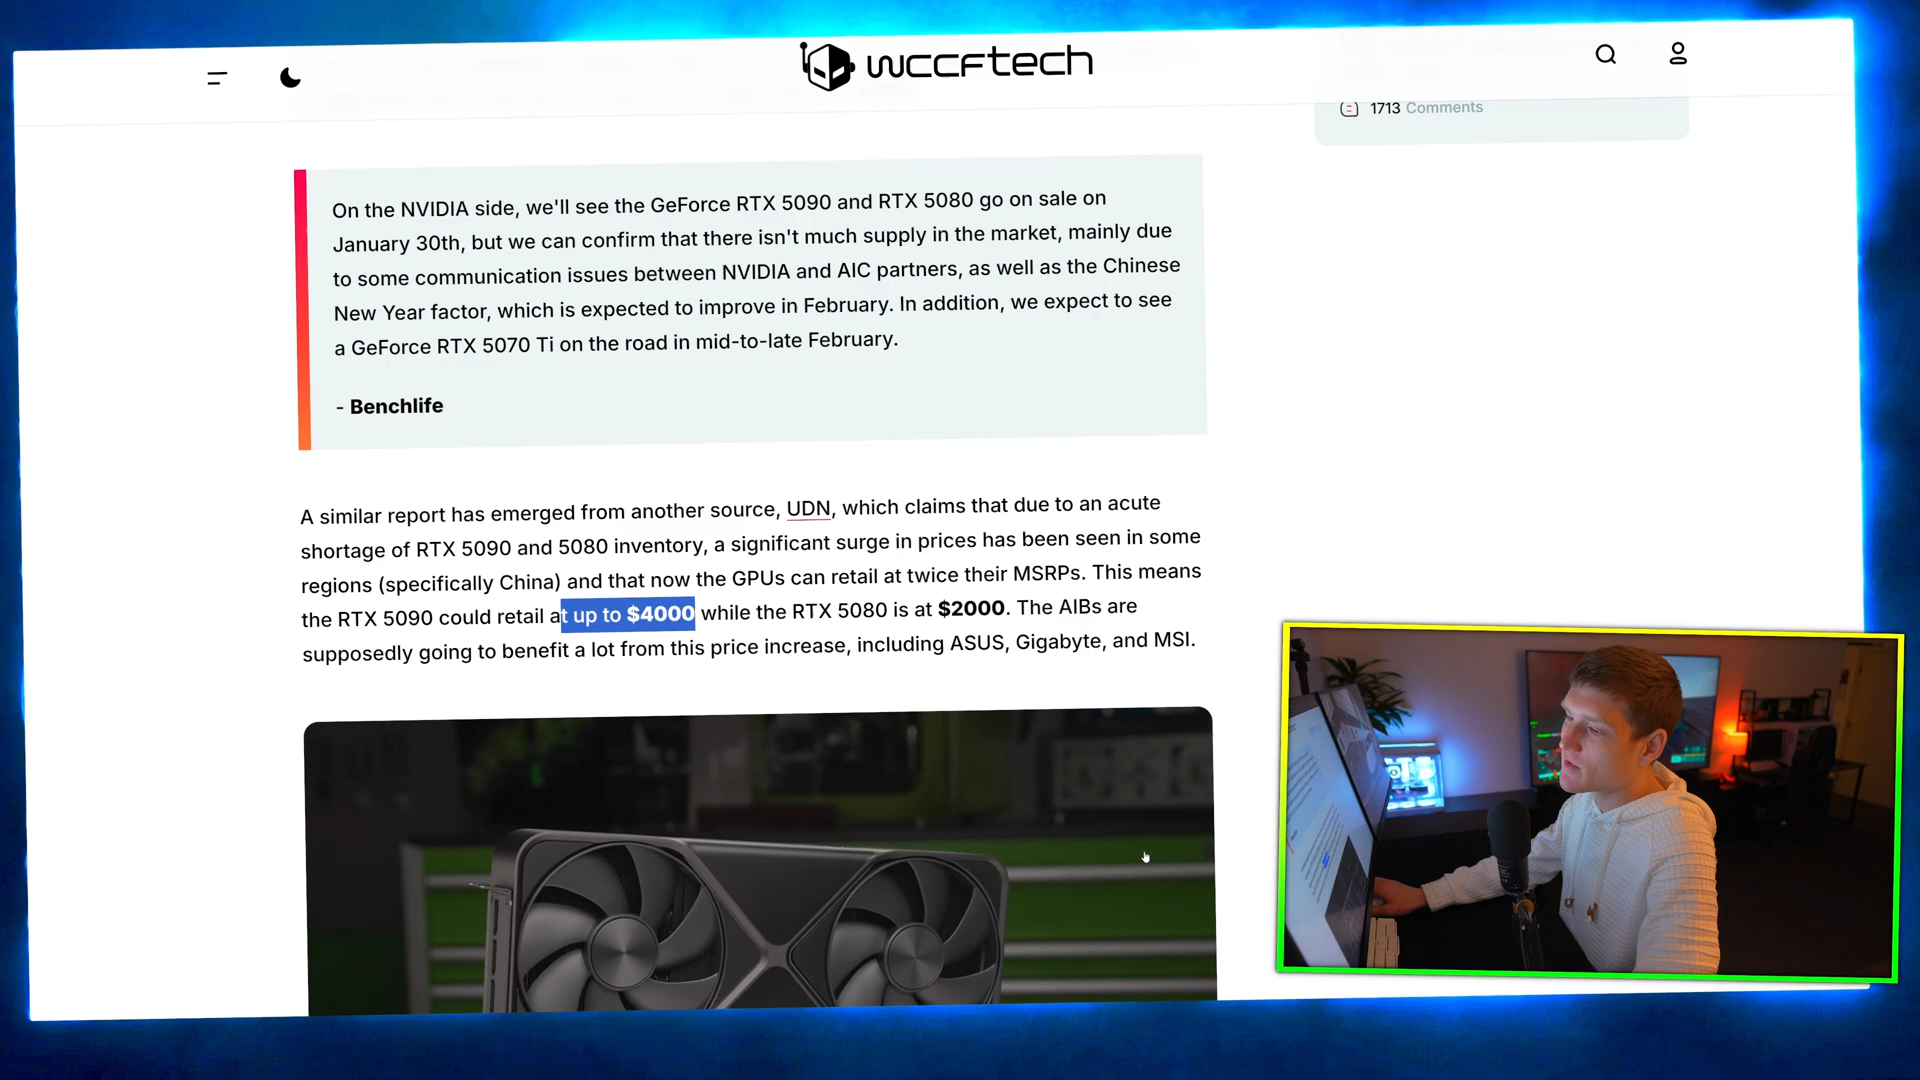 wccftech
1713 Comments
On the NVIDIA side, we'll see the GeForce RTX 5090 and RTX 5080 go on sale on
January 30th, but we can confirm that there isn't much supply in the market, mainly due
to some communication issues between NVIDIA and AIC partners, as well as the Chinese
New Year factor, which is expected to improve in February. In addition, we expect to see
a GeForce RTX 5070 Ti on the road in mid-to-late February.
- Benchlife
A similar report has emerged from another source, UDN, which claims that due to an acute
shortage of RTX 5090 and 5080 inventory, a significant surge in prices has been seen in some
regions (specifically China) and that now the GPUs can retail at twice their MSRPs. This means
the RTX 5090 could retail at up to $4000 while the RTX 5080 is at $2000. The AIBs are
supposedly going to benefit a lot from this price increase, including ASUS, Gigabyte, and MSI.